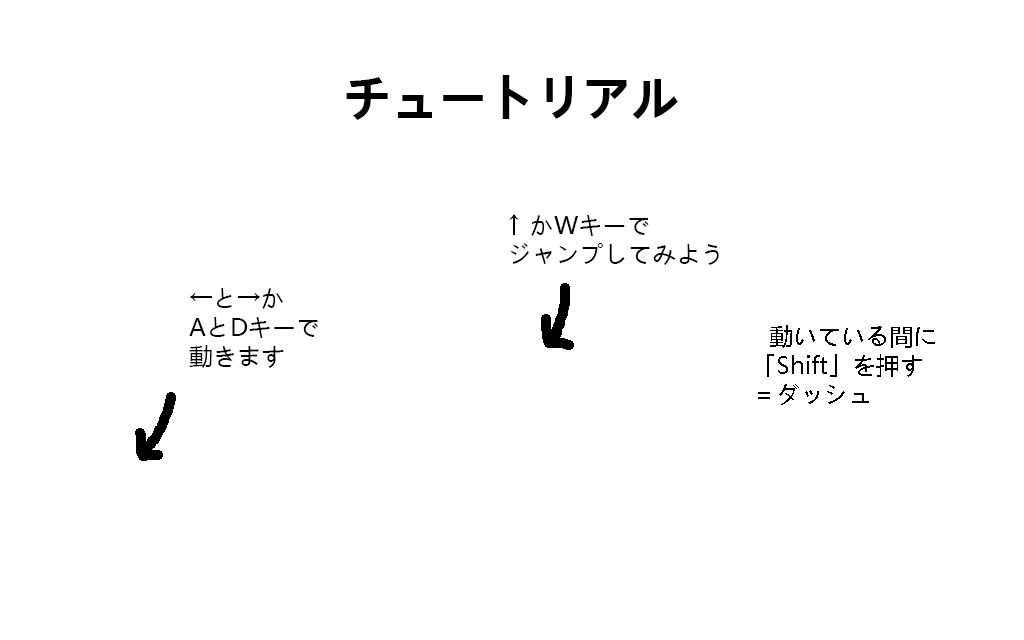 チュートリアル
↑ かWキーで
ジャンプしてみよう
←と→か
AとDキーで
動きます
動いている間に
「Shift」を押す
= ダッシュ